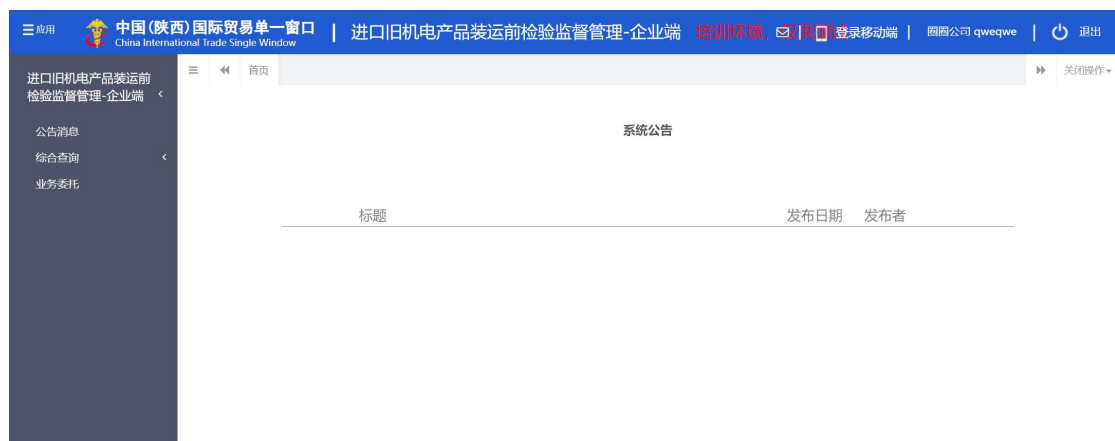 应用
中国(陕西)国际贸易单一窗口
China International Trade Single Window
| 进口旧机电产品装运前检验监督管理-企业端
培训环境,
登录移动端 |
圈圈公司 qweqwe |
退出
进口旧机电产品装运前
检验监督管理-企业端
首页
关闭操作
公告消息
综合查询
业务委托
系统公告
标题 发布日期 发布者